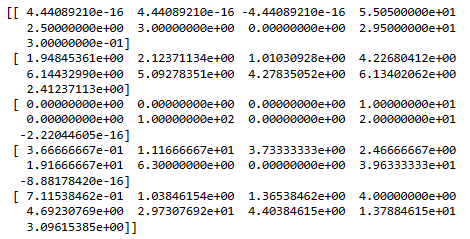 [[ 4.44089210e-16 4.44089210e-16 -4.44089210e-16 5.50500000e+01
2.50000000e+00 3.00000000e+00 0.00000000e+00 2.95000000e+01
3.00000000e-01]
[ 1.94845361e+00 2.12371134e+00 1.01030928e+00 4.22680412e+00
6.14432990e+00 5.09278351e+00 4.27835052e+00 6.13402062e+00
2.41237113e+00]
[ 0.00000000e+00 0.00000000e+00 0.00000000e+00 1.00000000e+01
0.00000000e+00 1.00000000e+02 0.00000000e+00 2.00000000e+01
-2.22044605e-16]
[ 3.66666667e-01 1.11666667e+01 3.73333333e+00 2.46666667e+00
1.91666667e+01 6.30000000e+00 0.00000000e+00 3.96333333e+01
-8.88178420e-16]
[ 7.11538462e-01 1.03846154e+00 1.36538462e+00 4.00000000e+00
4.69230769e+00 2.97307692e+01 4.40384615e+00 1.37884615e+01
3.09615385e+00]]